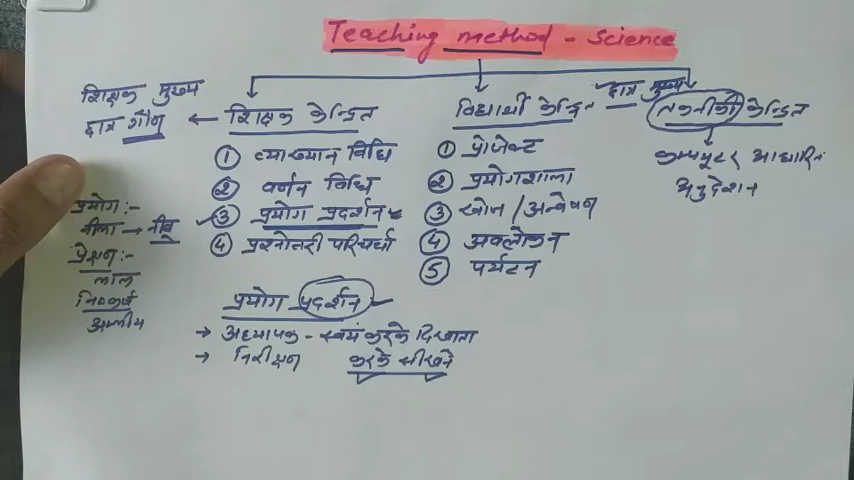 Teaching method - Science
शिक्षक मुख्य
छात्र गौण
शिक्षक केन्द्रित
① व्याख्यान विधि
② वर्णन विधि
③ प्रयोग प्रदर्शन
④ प्रश्नोत्तरी परिचर्चा
छात्र मुख्य
विद्यार्थी केन्द्रित
① प्रोजेक्ट
② प्रयोगशाला
③ खोज / अन्वेषण
④ अवलोकन
⑤ पर्यटन
तकनीकी केन्द्रित
कम्प्यूटर आधारित
अनुदेशन
प्रयोग :-
नीला → नींबू
प्रेक्षण :-
लाल
निष्कर्ष
अम्लीय
प्रयोग प्रदर्शन
→ अध्यापक - स्वयं करके दिखाता
→ निरीक्षण करके सीखते